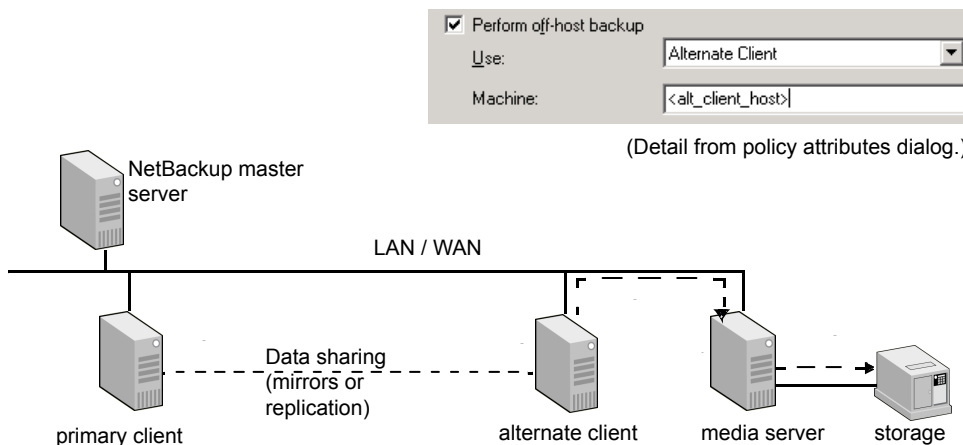 Perform off-host backup
Use:
Alternate Client
Machine:
<alt_client_host>
(Detail from policy attributes dialog.)
NetBackup master
server
LAN / WAN
Data sharing
(mirrors or
replication)
primary client
alternate client
media server
storage